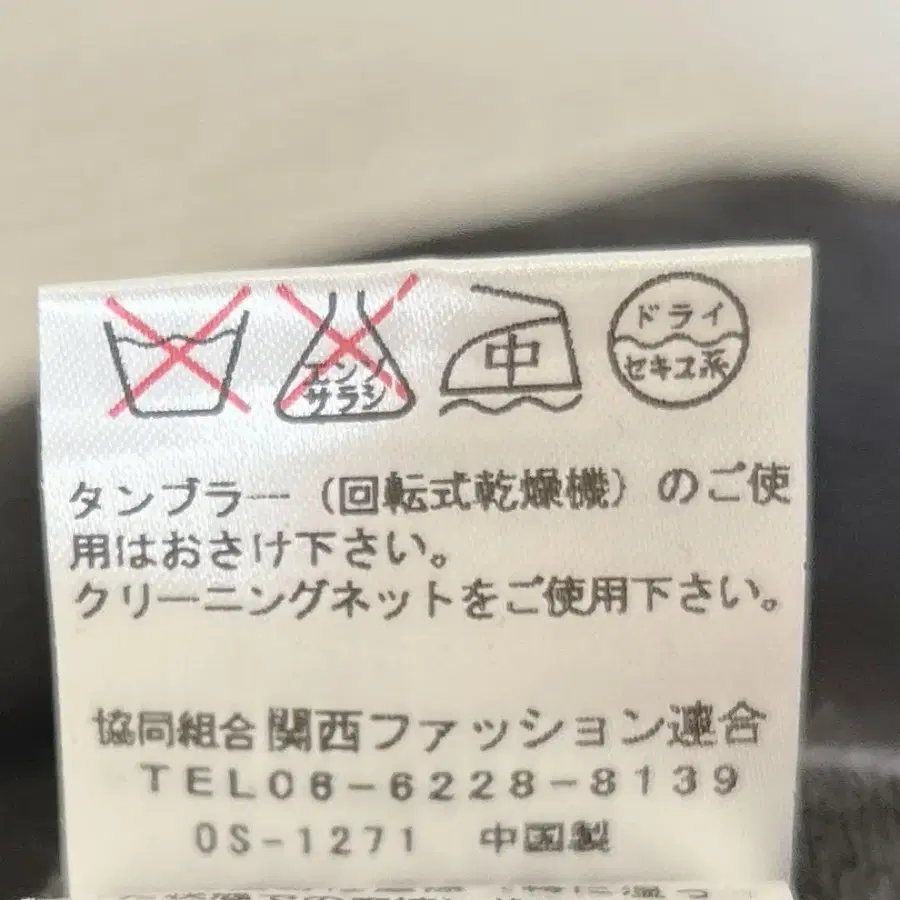 エンソ
サラシ
中
ドライ
セキユ系
タンブラー（回転式乾燥機）のご使
用はおさけ下さい。
クリーニングネットをご使用下さい。
協同組合関西ファッション連合
TEL06-6228-8139
OS-1271 中国製